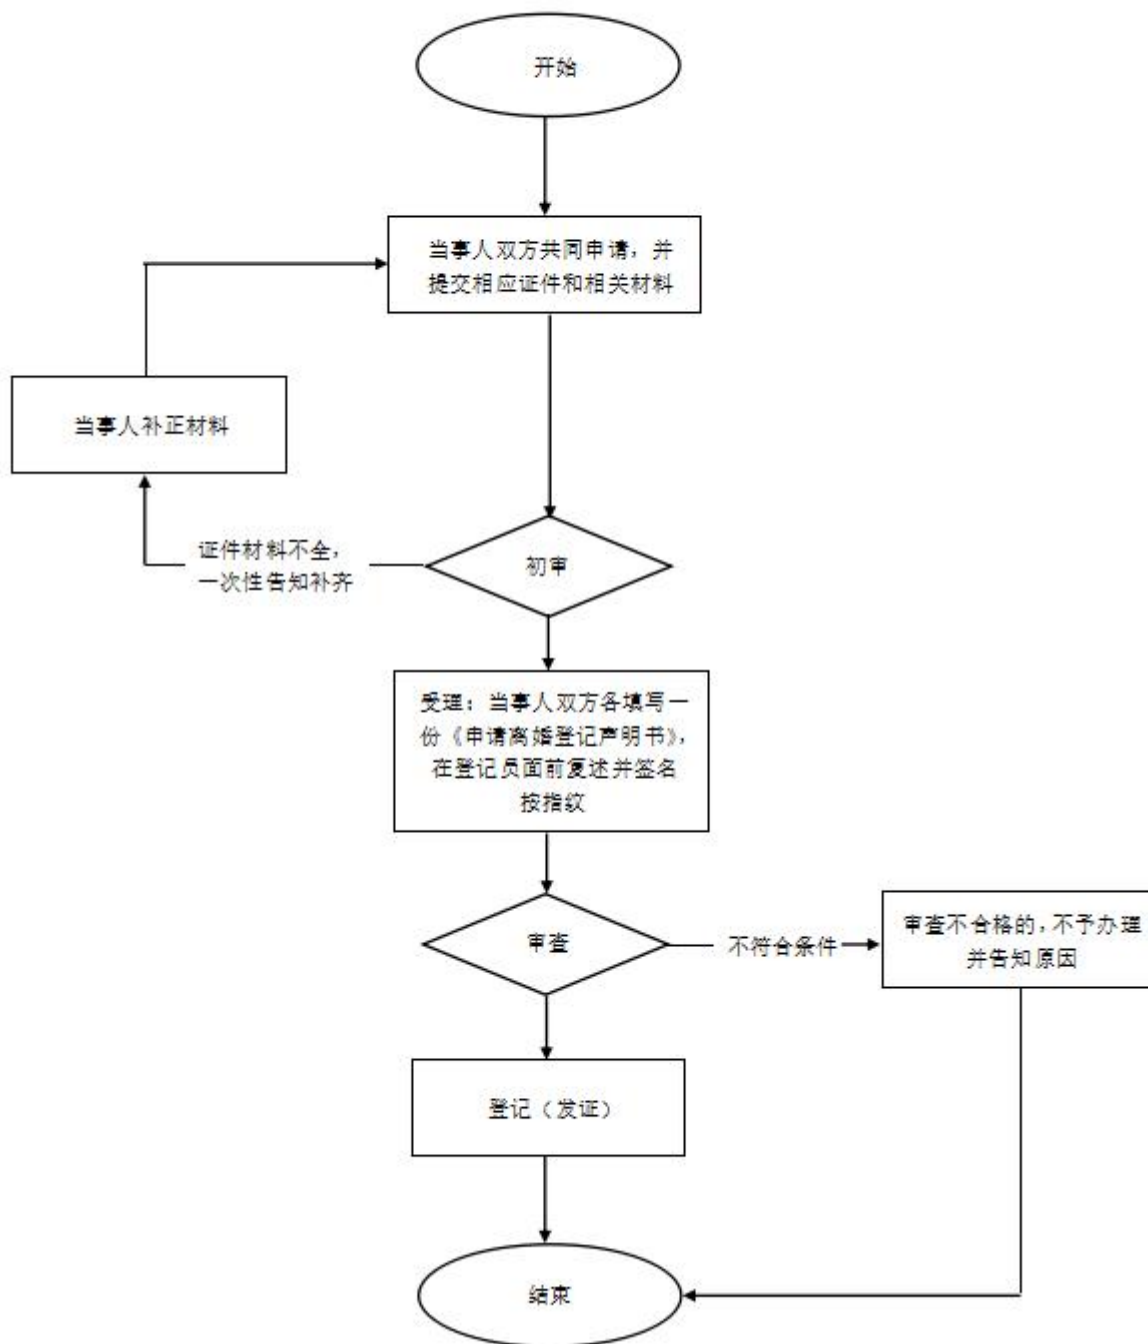 开始
当事人双方共同申请，并
提交相应证件和相关材料
当事人补正材料
证件材料不全，
一次性告知补齐
初审
受理：当事人双方各填写一
份《申请离婚登记声明书》，
在登记员面前复述并签名
按指纹
审查
不符合条件
审查不合格的，不予办理
并告知原因
登记（发证）
结束